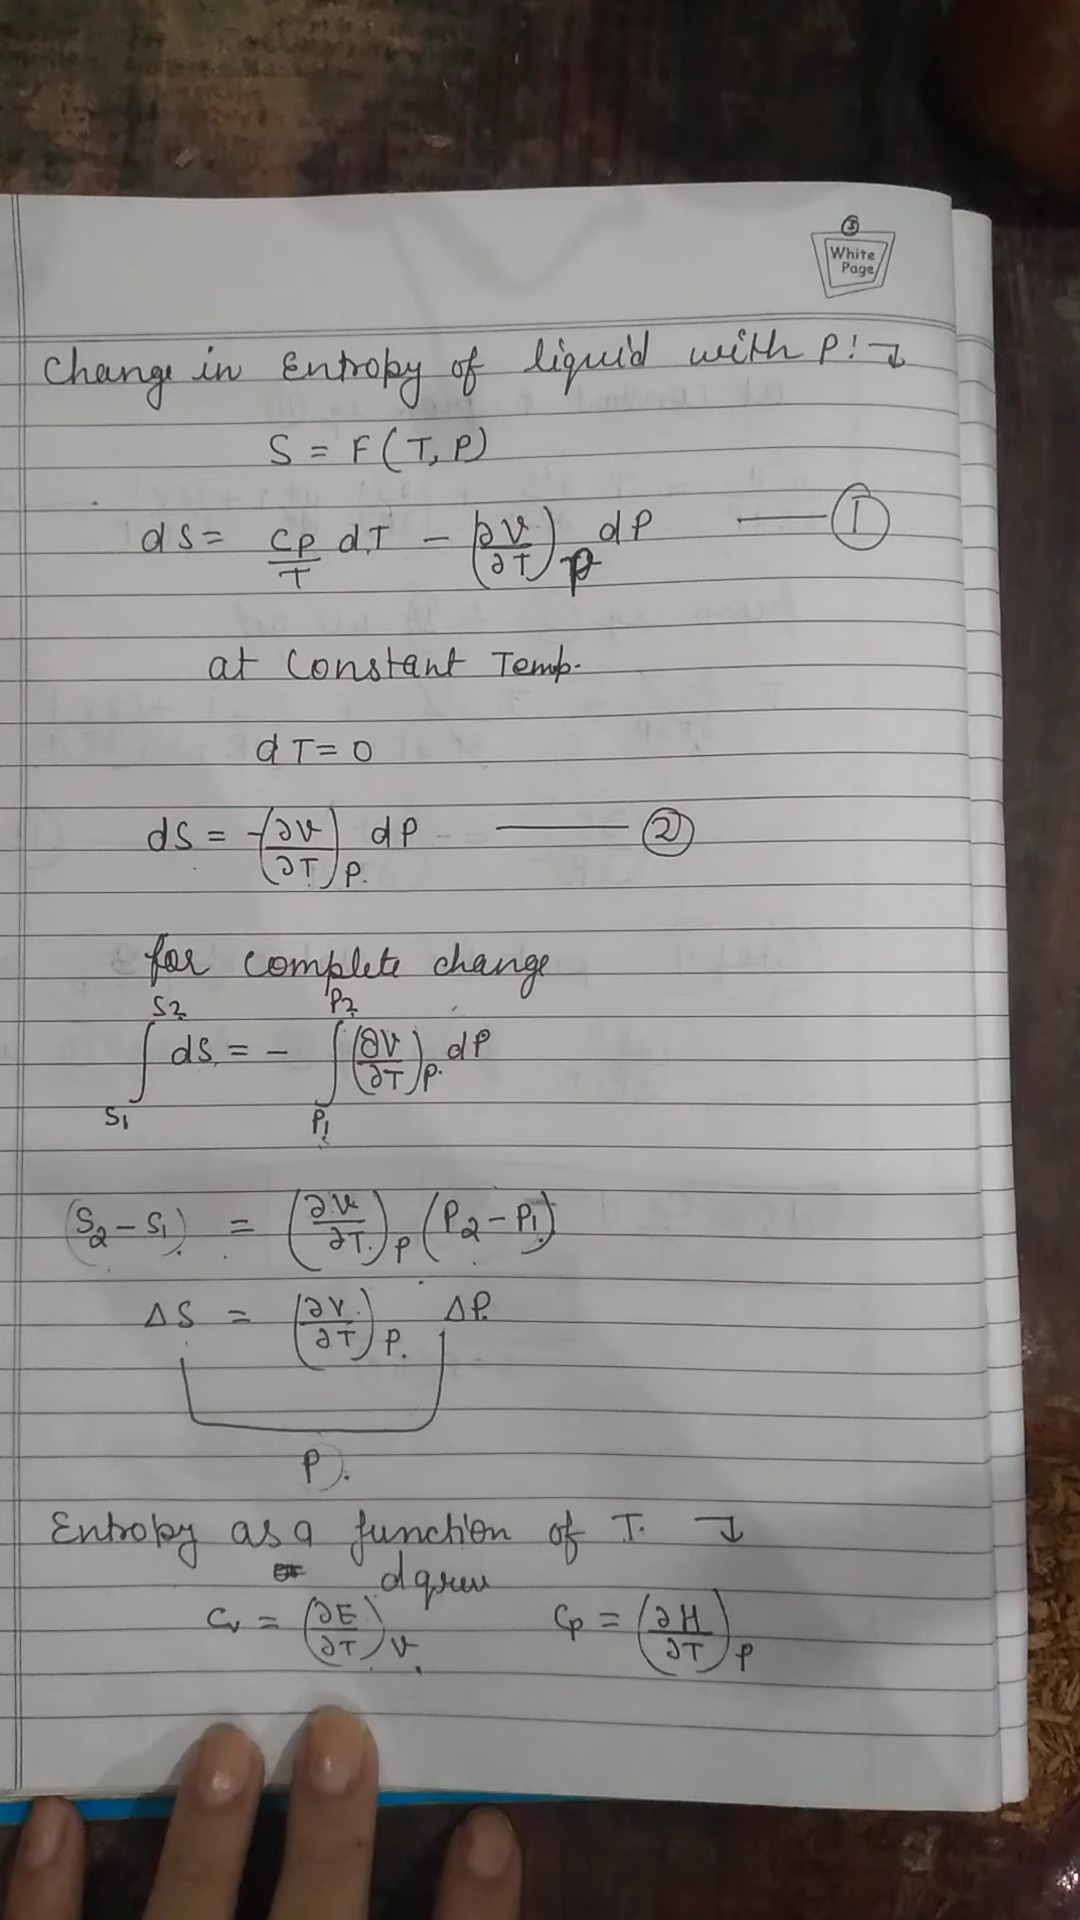 ③
White
Page
Change in Entropy of liquid with P:↴
S = F (T, P)
dS = Cp/T dT - (∂V/∂T)P dP —— ①
at constant Temp.
dT = 0
dS = -(∂V/∂T)P. dP —— ②
for complete change
∫S1^S2 dS = - ∫P1^P2 (∂V/∂T)P. dP
(S2 - S1) = (∂V/∂T)P (P2 - P1)
ΔS = (∂V/∂T)P. ΔP.
P).
Entropy as a function of T. ↴
Cv = (∂E/∂T)V Cp = (∂H/∂T)P